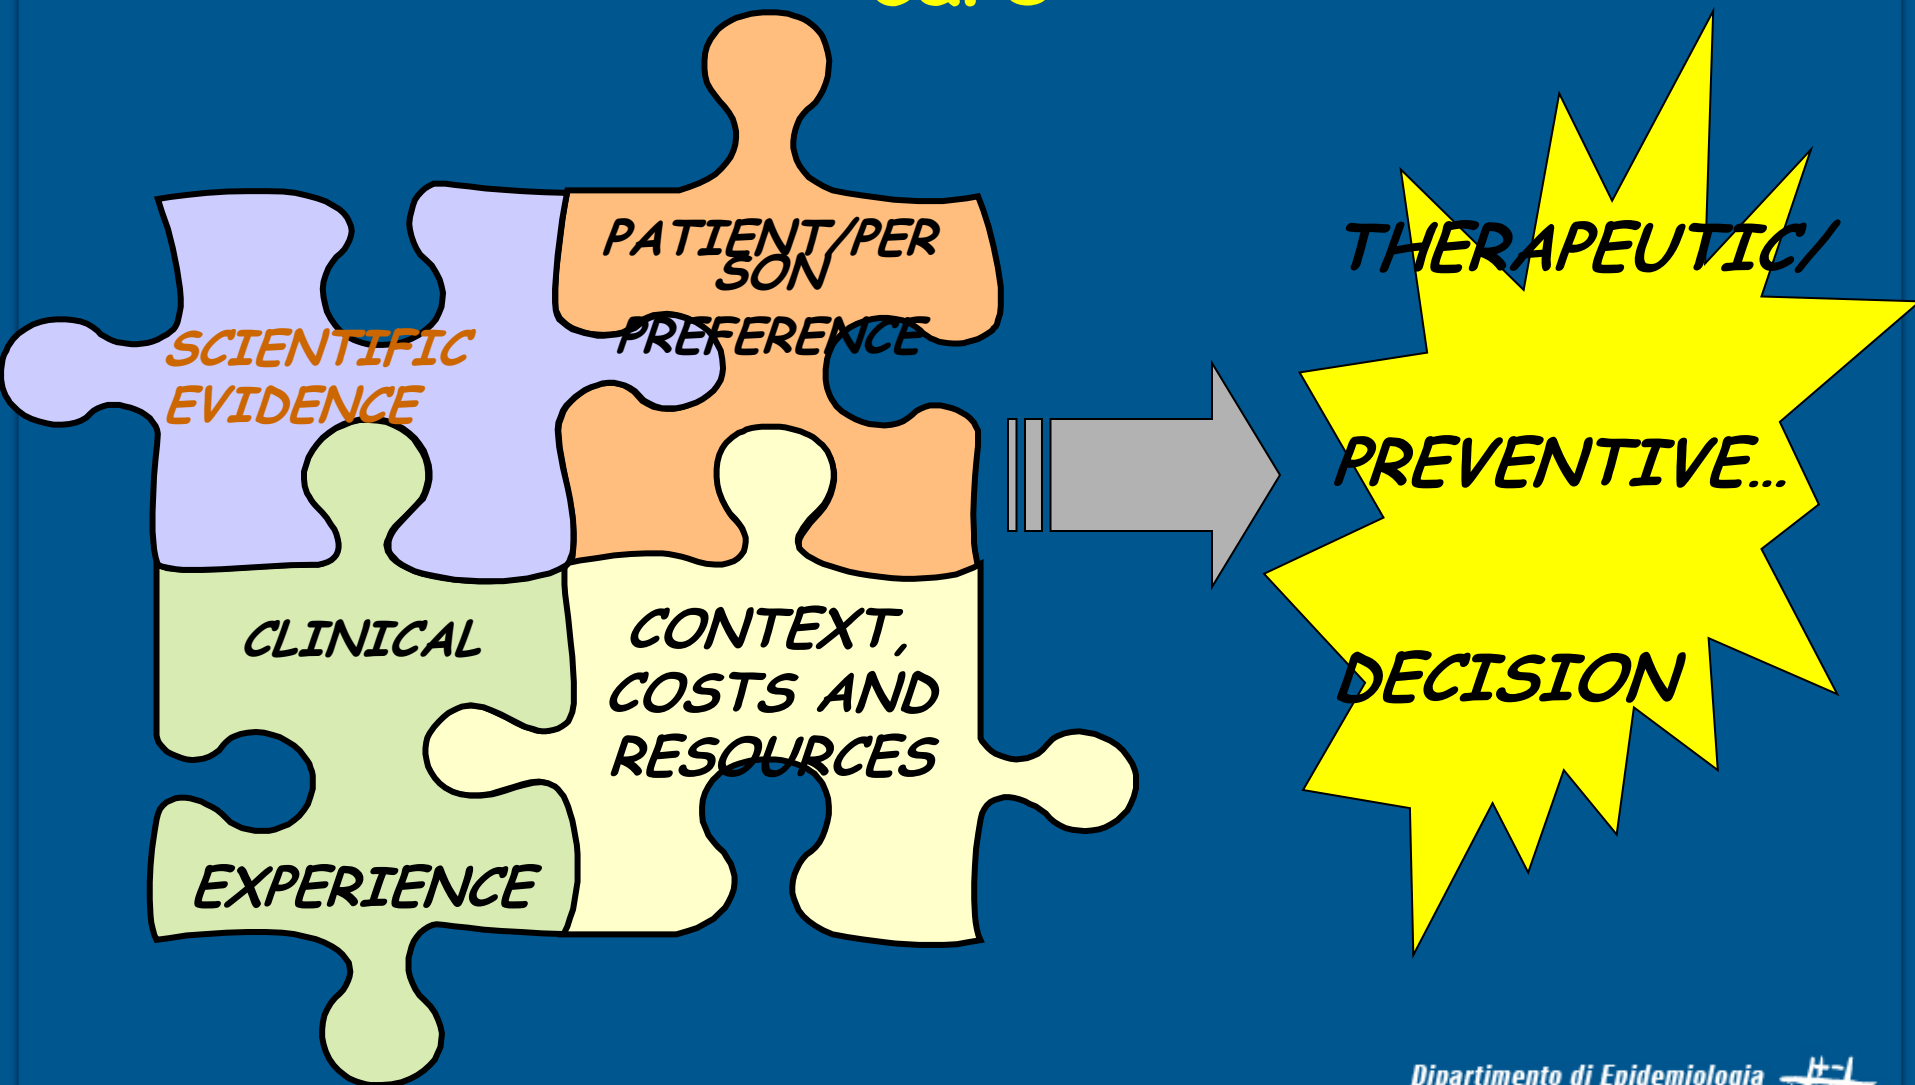 SCIENTIFIC
EVIDENCE
PATIENT/PER
SON
PREFERENCE
CLINICAL
EXPERIENCE
CONTEXT,
COSTS AND
RESOURCES
THERAPEUTIC/
PREVENTIVE...
DECISION
Dipartimento di Epidemiologia